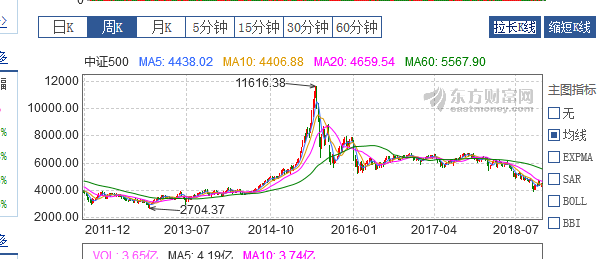 日K 周K 月K 5分钟 15分钟 30分钟 60分钟 拉长K线 缩短K线
多
幅
%
%
%
%
多
中证500 MA5: 4438.02 MA10: 4406.88 MA20: 4659.54 MA60: 5567.90
12000
10000.00
8000.00
6000.00
4000.00
2000.00
11616.38
2704.37
东方财富网
eastmoney.com
2011-12 2013-07 2014-10 2016-01 2017-04 2018-07
VOL: 3.65亿 MA5: 4.19亿 MA10: 3.74亿
主图指标
无
均线
EXPMA
SAR
BOLL
BBI